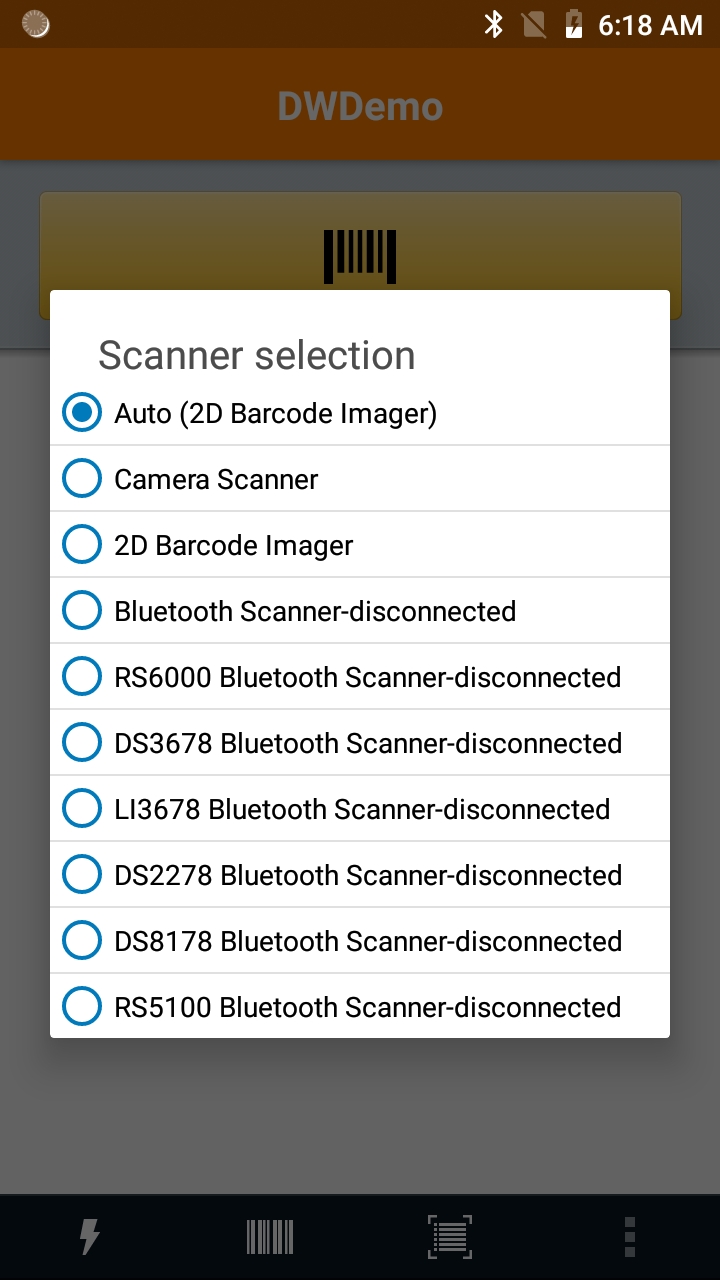 6:18 AM
DWDemo
Scanner selection
Auto (2D Barcode Imager)
Camera Scanner
2D Barcode Imager
Bluetooth Scanner-disconnected
RS6000 Bluetooth Scanner-disconnected
DS3678 Bluetooth Scanner-disconnected
LI3678 Bluetooth Scanner-disconnected
DS2278 Bluetooth Scanner-disconnected
DS8178 Bluetooth Scanner-disconnected
RS5100 Bluetooth Scanner-disconnected